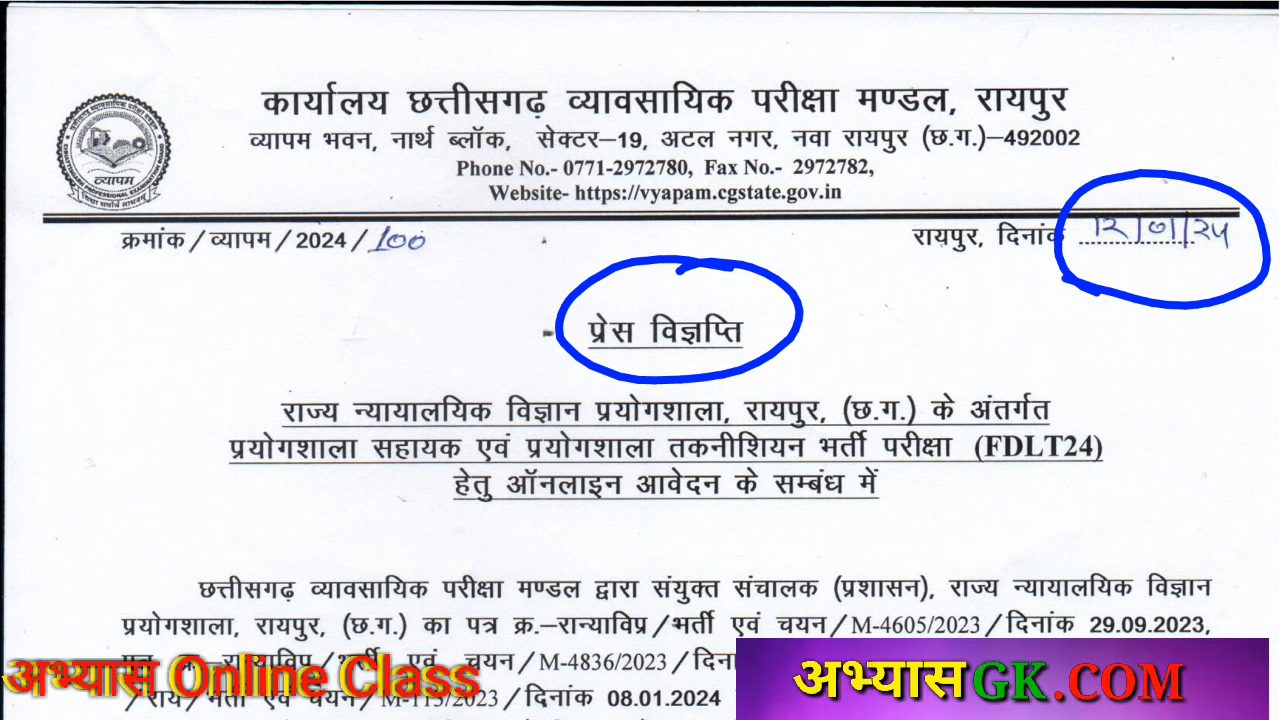 कार्यालय छत्तीसगढ़ व्यावसायिक परीक्षा मण्डल, रायपुर
व्यापम भवन, नार्थ ब्लॉक, सेक्टर–19, अटल नगर, नवा रायपुर (छ.ग.)–492002
Phone No.- 0771-2972780, Fax No.- 2972782,
Website- https://vyapam.cgstate.gov.in
व्यापम
क्रमांक/व्यापम/2024/100
रायपुर, दिनांक
प्रेस विज्ञप्ति
राज्य न्यायालयिक विज्ञान प्रयोगशाला, रायपुर, (छ.ग.) के अंतर्गत
प्रयोगशाला सहायक एवं प्रयोगशाला तकनीशियन भर्ती परीक्षा (FDLT24)
हेतु ऑनलाइन आवेदन के सम्बंध में
छत्तीसगढ़ व्यावसायिक परीक्षा मण्डल द्वारा संयुक्त संचालक (प्रशासन), राज्य न्यायालयिक विज्ञान
प्रयोगशाला, रायपुर, (छ.ग.) का पत्र क्र.–रान्याविप्र/भर्ती एवं चयन/M-4605/2023/दिनांक 29.09.2023,
एवं चयन/M-4836/2023
/दिनांक 08.01.2024
अभ्यास Online Class
अभ्यासGK.COM